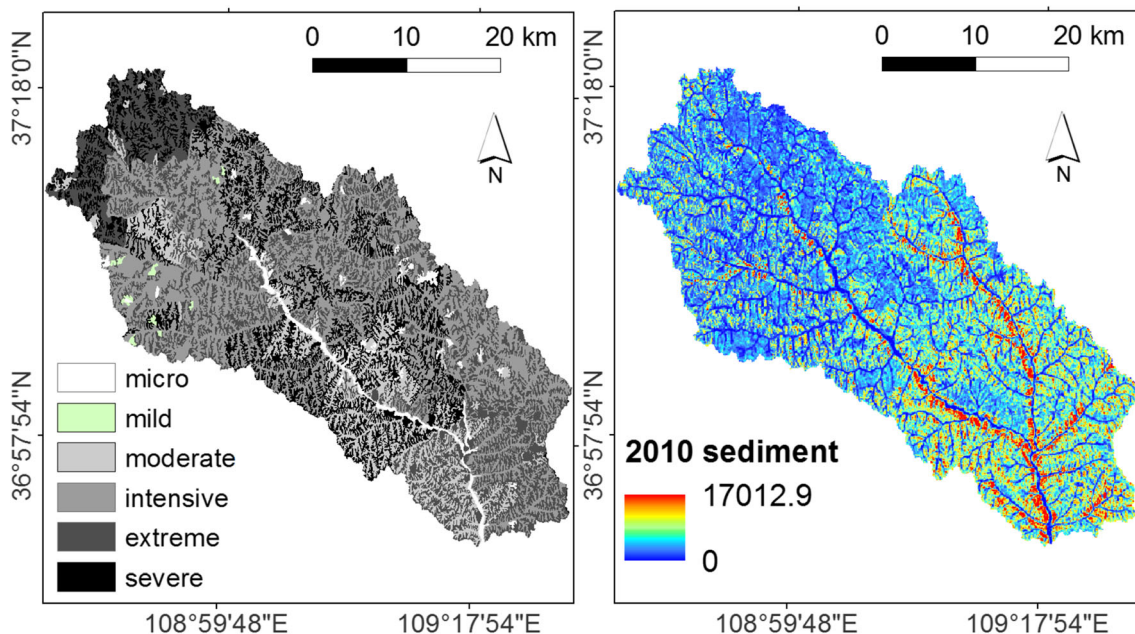 0 10 20 km
37°18'0"N
N
36°57'54"N
micro
mild
moderate
intensive
extreme
severe
108°59'48"E 109°17'54"E
0 10 20 km
37°18'0"N
N
36°57'54"N
2010 sediment
17012.9
0
108°59'48"E 109°17'54"E